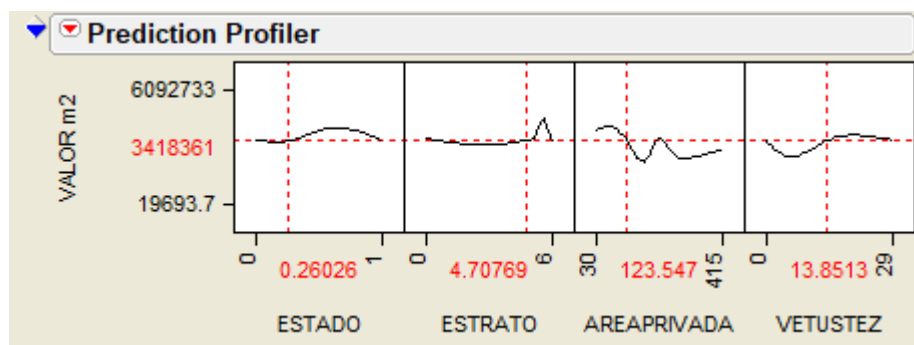 Prediction Profiler
VALOR m2
6092733
3418361
19693.7
0 0.26026 1
0 4.70769 6
30 123.547 415
0 13.8513 29
ESTADO
ESTRATO
AREAPRIVADA
VETUSTEZ